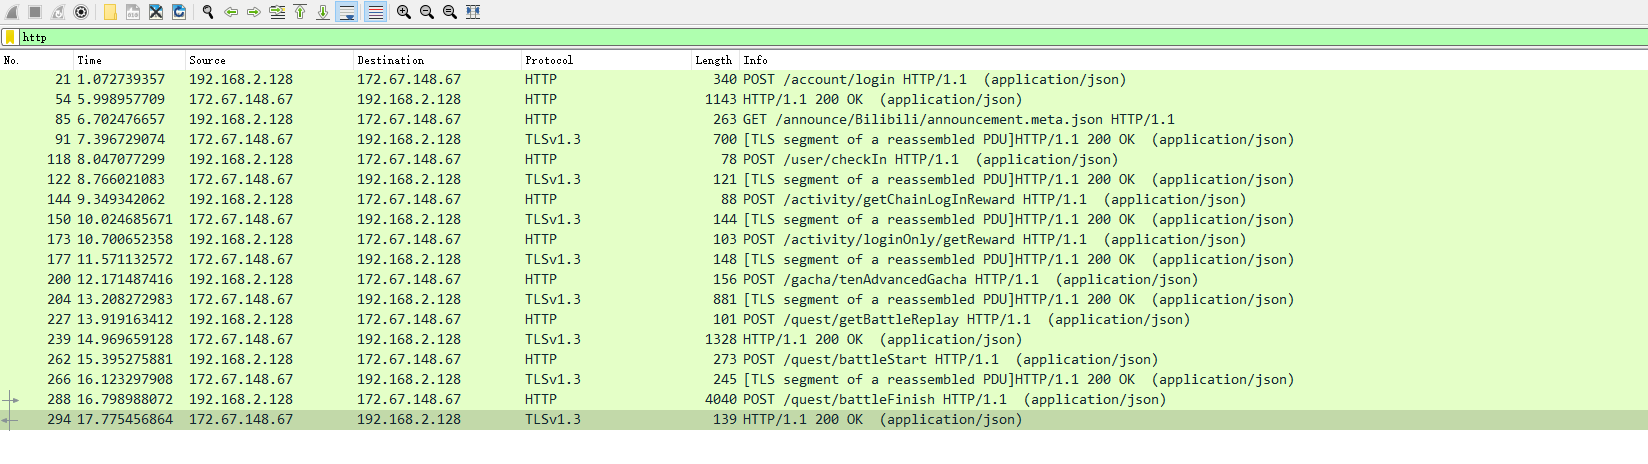 http
No. Time Source Destination Protocol Length Info
21 1.072739357 192.168.2.128 172.67.148.67 HTTP 340 POST /account/login HTTP/1.1 (application/json)
54 5.998957709 172.67.148.67 192.168.2.128 HTTP 1143 HTTP/1.1 200 OK (application/json)
85 6.702476657 192.168.2.128 172.67.148.67 HTTP 263 GET /announce/Bilibili/announcement.meta.json HTTP/1.1
91 7.396729074 172.67.148.67 192.168.2.128 TLSv1.3 700 [TLS segment of a reassembled PDU]HTTP/1.1 200 OK (application/json)
118 8.047077299 192.168.2.128 172.67.148.67 HTTP 78 POST /user/checkIn HTTP/1.1 (application/json)
122 8.766021083 172.67.148.67 192.168.2.128 TLSv1.3 121 [TLS segment of a reassembled PDU]HTTP/1.1 200 OK (application/json)
144 9.349342062 192.168.2.128 172.67.148.67 HTTP 88 POST /activity/getChainLogInReward HTTP/1.1 (application/json)
150 10.024685671 172.67.148.67 192.168.2.128 TLSv1.3 144 [TLS segment of a reassembled PDU]HTTP/1.1 200 OK (application/json)
173 10.700652358 192.168.2.128 172.67.148.67 HTTP 103 POST /activity/loginOnly/getReward HTTP/1.1 (application/json)
177 11.571132572 172.67.148.67 192.168.2.128 TLSv1.3 148 [TLS segment of a reassembled PDU]HTTP/1.1 200 OK (application/json)
200 12.171487416 192.168.2.128 172.67.148.67 HTTP 156 POST /gacha/tenAdvancedGacha HTTP/1.1 (application/json)
204 13.208272983 172.67.148.67 192.168.2.128 TLSv1.3 881 [TLS segment of a reassembled PDU]HTTP/1.1 200 OK (application/json)
227 13.919163412 192.168.2.128 172.67.148.67 HTTP 101 POST /quest/getBattleReplay HTTP/1.1 (application/json)
239 14.969659128 172.67.148.67 192.168.2.128 TLSv1.3 1328 HTTP/1.1 200 OK (application/json)
262 15.395275881 192.168.2.128 172.67.148.67 HTTP 273 POST /quest/battleStart HTTP/1.1 (application/json)
266 16.123297908 172.67.148.67 192.168.2.128 TLSv1.3 245 [TLS segment of a reassembled PDU]HTTP/1.1 200 OK (application/json)
288 16.798988072 192.168.2.128 172.67.148.67 HTTP 4040 POST /quest/battleFinish HTTP/1.1 (application/json)
294 17.775456864 172.67.148.67 192.168.2.128 TLSv1.3 139 HTTP/1.1 200 OK (application/json)